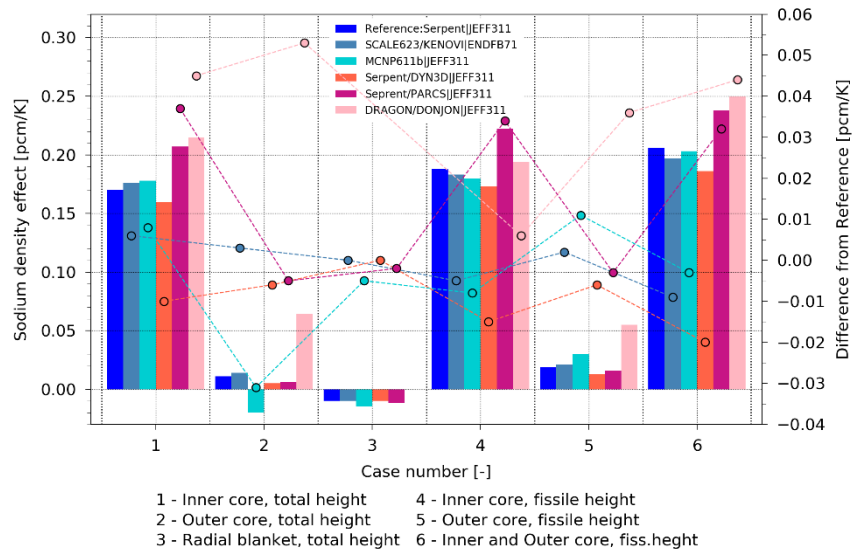 Reference:Serpent|JEFF311
SCALE623/KENOVI|ENDFB71
MCNP611b|JEFF311
Serpent/DYN3D|JEFF311
Seprent/PARCS|JEFF311
DRAGON/DONJON|JEFF311
Sodium density effect [pcm/K]
0.30
0.25
0.20
0.15
0.10
0.05
0.00
Difference from Reference [pcm/K]
0.06
0.05
0.04
0.03
0.02
0.01
0.00
−0.01
−0.02
−0.03
−0.04
1 2 3 4 5 6
Case number [-]
1 - Inner core, total height 4 - Inner core, fissile height
2 - Outer core, total height 5 - Outer core, fissile height
3 - Radial blanket, total height 6 - Inner and Outer core, fiss.heght